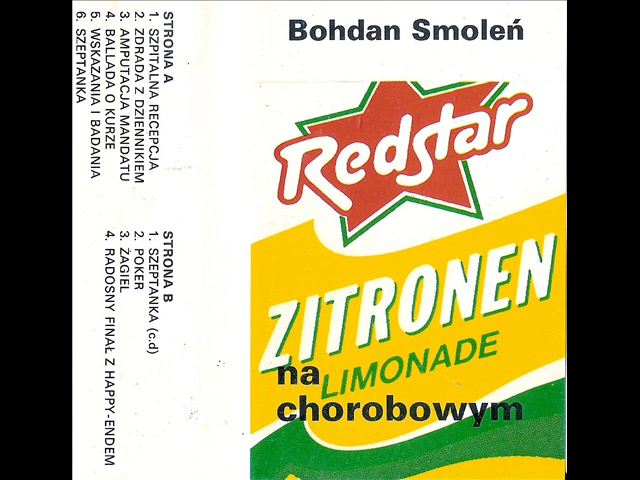 STRONA A
1. SZPITALNA RECEPCJA
2. ZDRADA Z DZIENNIKIEM
3. AMPUTACJA MANDATU
4. BALLADA O KURZE
5. WSKAZANIA I BADANIA
6. SZEPTANKA
STRONA B
1. SZEPTANKA (c.d)
2. POKER
3. ŻAGIEL
4. RADOSNY FINAŁ Z HAPPY-ENDEM
Bohdan Smoleń
Redstar
ZITRONEN
LIMONADE
na
chorobowym